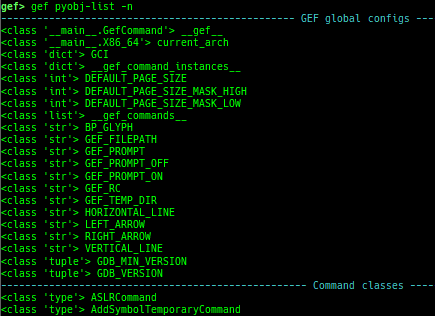 gef> gef pyobj-list -n
----------------------------------------------- GEF global configs ---
<class '__main__.GefCommand'> __gef__
<class '__main__.X86_64'> current_arch
<class 'dict'> GCI
<class 'dict'> __gef_command_instances__
<class 'int'> DEFAULT_PAGE_SIZE
<class 'int'> DEFAULT_PAGE_SIZE_MASK_HIGH
<class 'int'> DEFAULT_PAGE_SIZE_MASK_LOW
<class 'list'> __gef_commands__
<class 'str'> BP_GLYPH
<class 'str'> GEF_FILEPATH
<class 'str'> GEF_PROMPT
<class 'str'> GEF_PROMPT_OFF
<class 'str'> GEF_PROMPT_ON
<class 'str'> GEF_RC
<class 'str'> GEF_TEMP_DIR
<class 'str'> HORIZONTAL_LINE
<class 'str'> LEFT_ARROW
<class 'str'> RIGHT_ARROW
<class 'str'> VERTICAL_LINE
<class 'tuple'> GDB_MIN_VERSION
<class 'tuple'> GDB_VERSION
-------------------------------------------------- Command classes ---
<class 'type'> ASLRCommand
<class 'type'> AddSymbolTemporaryCommand